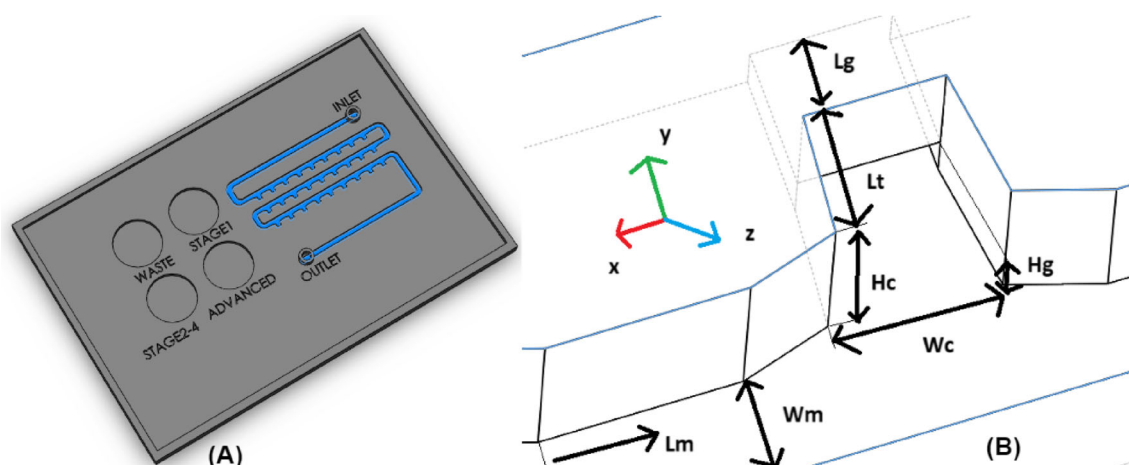 INLET
STAGE1
WASTE
OUTLET
ADVANCED
STAGE2-4
(A)
Lg
y
Lt
z
x
Hc
Hg
Wc
Wm
Lm
(B)